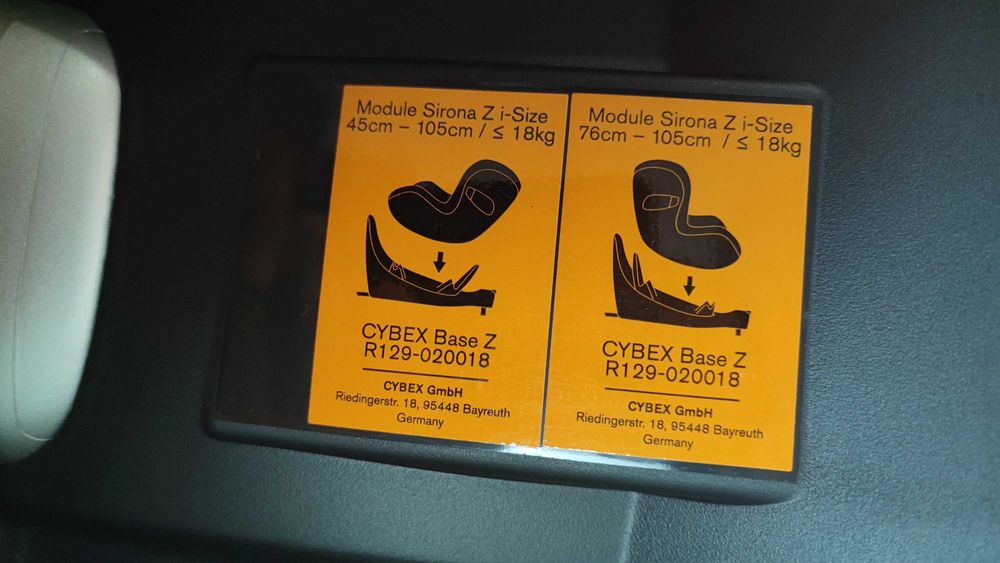 Module Sirona Z i-Size
45cm – 105cm / ≤ 18kg
CYBEX Base Z
R129-020018
CYBEX GmbH
Riedingerstr. 18, 95448 Bayreuth
Germany
Module Sirona Z i-Size
76cm – 105cm / ≤ 18kg
CYBEX Base Z
R129-020018
CYBEX GmbH
Riedingerstr. 18, 95448 Bayreuth
Germany